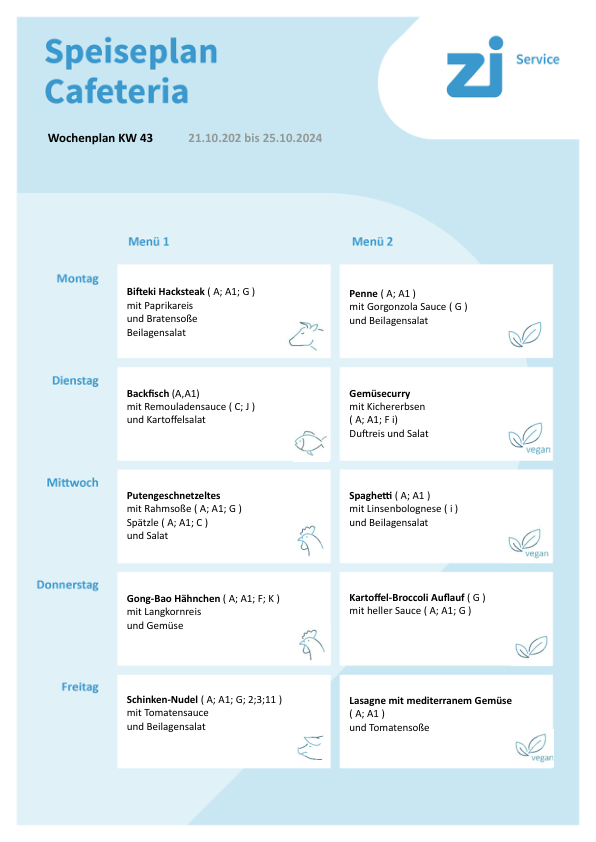 Speiseplan
Cafeteria
zi Service
Wochenplan KW 43 21.10.202 bis 25.10.2024
Menü 1 Menü 2
Montag
Bifteki Hacksteak ( A; A1; G )
mit Paprikareis
und Bratensoße
Beilagensalat
Penne ( A; A1 )
mit Gorgonzola Sauce ( G )
und Beilagensalat
Dienstag
Backfisch (A,A1)
mit Remouladensauce ( C; J )
und Kartoffelsalat
Gemüsecurry
mit Kichererbsen
( A; A1; F i)
Duftreis und Salat
vegan
Mittwoch
Putengeschnetzeltes
mit Rahmsoße ( A; A1; G )
Spätzle ( A; A1; C )
und Salat
Spaghetti ( A; A1 )
mit Linsenbolognese ( i )
und Beilagensalat
vegan
Donnerstag
Gong-Bao Hähnchen ( A; A1; F; K )
mit Langkornreis
und Gemüse
Kartoffel-Broccoli Auflauf ( G )
mit heller Sauce ( A; A1; G )
Freitag
Schinken-Nudel ( A; A1; G; 2;3;11 )
mit Tomatensauce
und Beilagensalat
Lasagne mit mediterranem Gemüse
( A; A1 )
und Tomatensoße
vegan